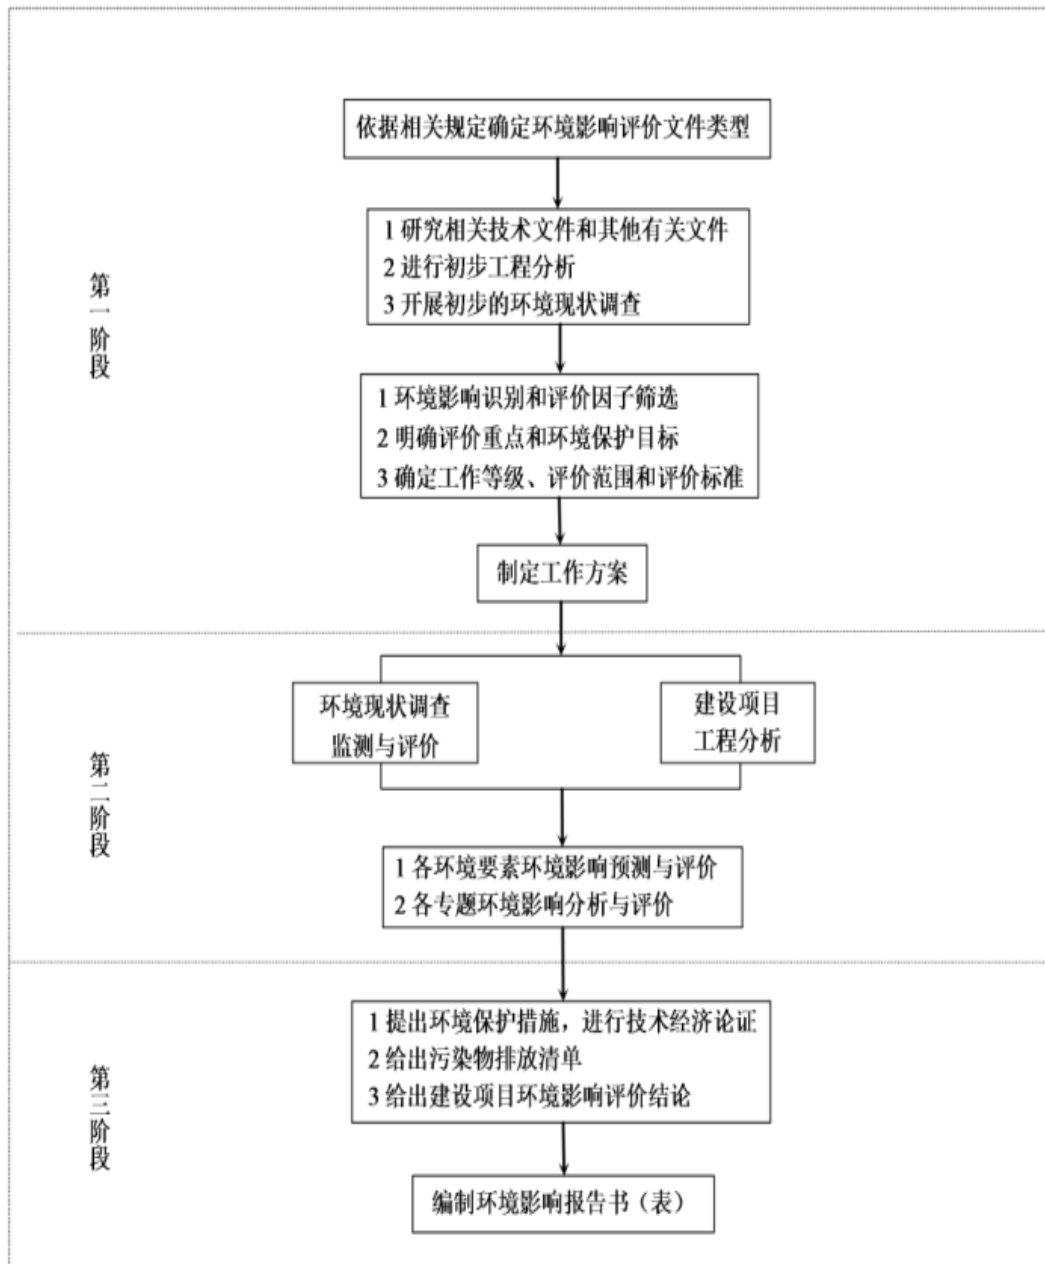 依据相关规定确定环境影响评价文件类型
1 研究相关技术文件和其他有关文件
2 进行初步工程分析
3 开展初步的环境现状调查
第一阶段
1 环境影响识别和评价因子筛选
2 明确评价重点和环境保护目标
3 确定工作等级、评价范围和评价标准
制定工作方案
环境现状调查
监测与评价
建设项目
工程分析
第二阶段
1 各环境要素环境影响预测与评价
2 各专题环境影响分析与评价
1 提出环境保护措施，进行技术经济论证
2 给出污染物排放清单
3 给出建设项目环境影响评价结论
第三阶段
编制环境影响报告书（表）